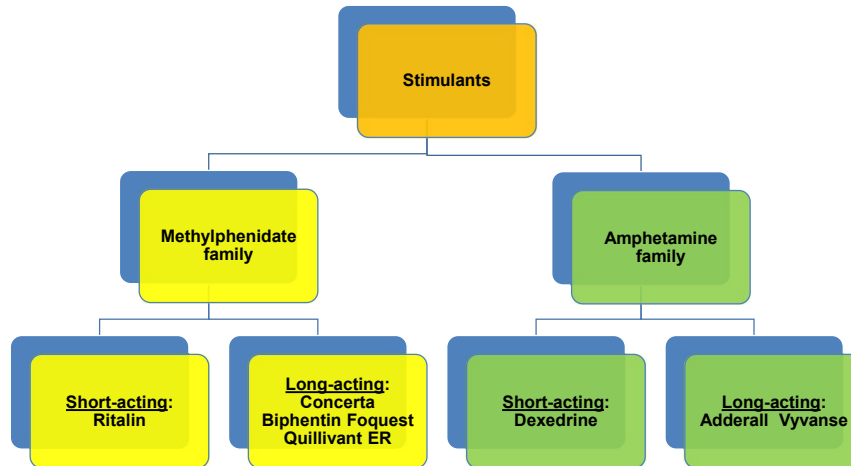 Stimulants
Methylphenidate
family
Amphetamine
family
Short-acting:
Ritalin
Long-acting:
Concerta
Biphentin Foquest
Quillivant ER
Short-acting:
Dexedrine
Long-acting:
Adderall Vyvanse